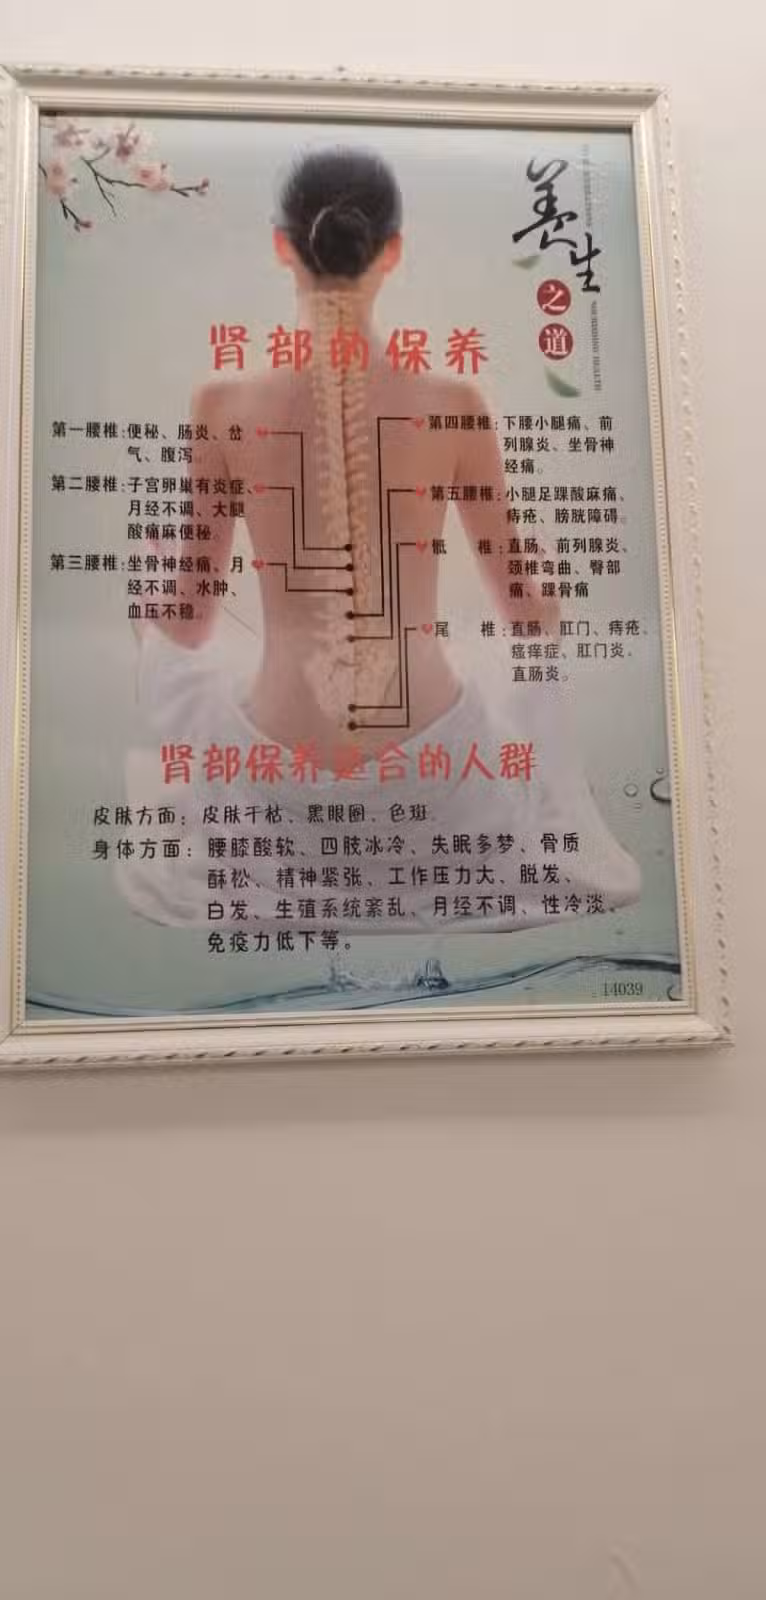 养生之道
NOURISHING HEALTH
肾部的保养
第一腰椎:便秘、肠炎、岔
气、腹泻。
第二腰椎:子宫卵巢有炎症、
月经不调、大腿
酸痛麻便秘。
第三腰椎:坐骨神经痛、月
经不调、水肿、
血压不稳。
第四腰椎:下腰小腿痛、前
列腺炎、坐骨神
经痛。
第五腰椎:小腿足踝酸麻痛、
痔疮、膀胱障碍。
骶 椎:直肠、前列腺炎、
颈椎弯曲、臀部
痛、踝骨痛
尾 椎:直肠、肛门、痔疮、
瘙痒症、肛门炎、
直肠炎。
肾部保养适合的人群
皮肤方面:皮肤干枯、黑眼圈、色斑。
身体方面:腰膝酸软、四肢冰冷、失眠多梦、骨质
酥松、精神紧张、工作压力大、脱发、
白发、生殖系统紊乱、月经不调、性冷淡、
免疫力低下等。
14039